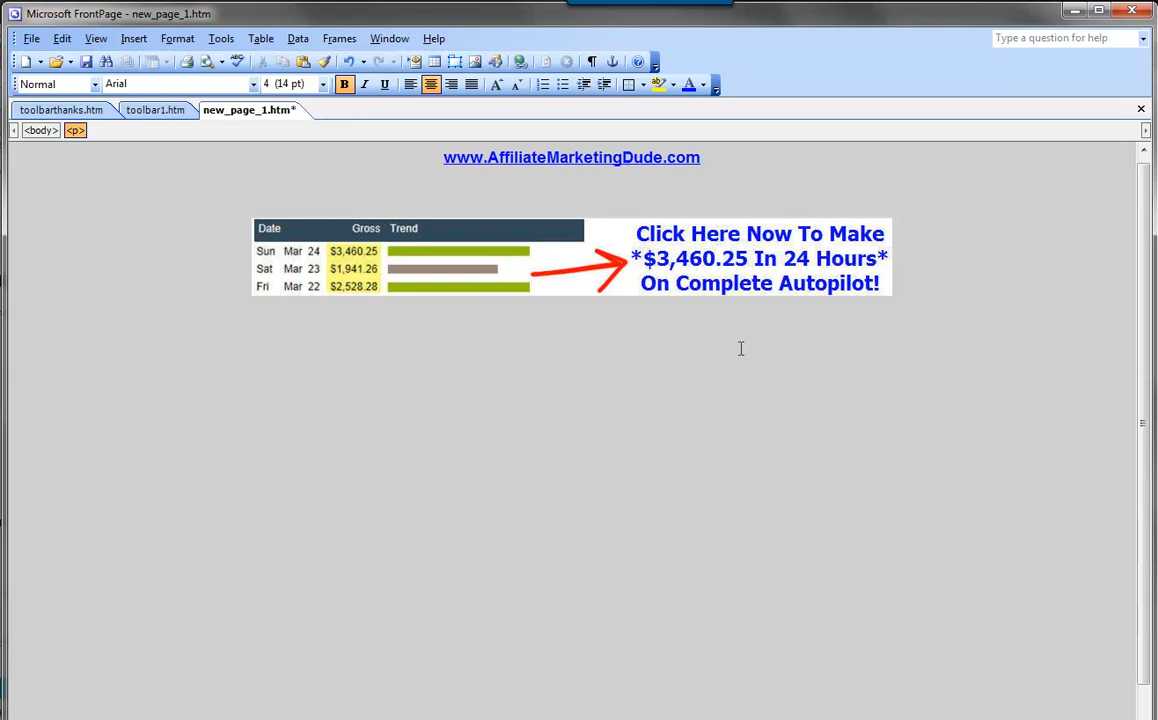 Microsoft FrontPage - new_page_1.htm
File Edit View Insert Format Tools Table Data Frames Window Help
Type a question for help
Normal Arial 4 (14 pt) B I U A A A
toolbarthanks.htm toolbar1.htm new_page_1.htm*
<body> <p>
www.AffiliateMarketingDude.com
Date Gross Trend
Sun Mar 24 $3,460.25
Sat Mar 23 $1,941.26
Fri Mar 22 $2,528.28
Click Here Now To Make
*$3,460.25 In 24 Hours*
On Complete Autopilot!